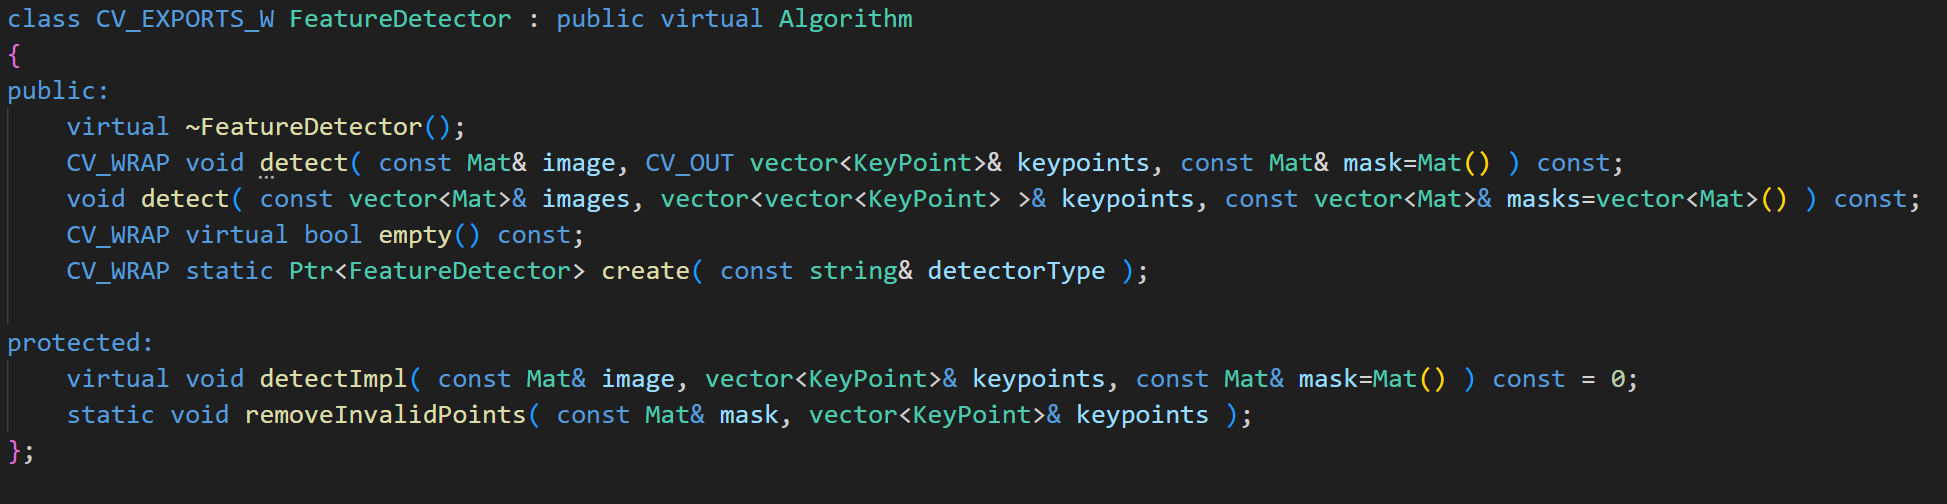 class CV_EXPORTS_W FeatureDetector : public virtual Algorithm
{
public:
    virtual ~FeatureDetector();
    CV_WRAP void detect( const Mat& image, CV_OUT vector<KeyPoint>& keypoints, const Mat& mask=Mat() ) const;
    void detect( const vector<Mat>& images, vector<vector<KeyPoint> >& keypoints, const vector<Mat>& masks=vector<Mat>() ) const;
    CV_WRAP virtual bool empty() const;
    CV_WRAP static Ptr<FeatureDetector> create( const string& detectorType );

protected:
    virtual void detectImpl( const Mat& image, vector<KeyPoint>& keypoints, const Mat& mask=Mat() ) const = 0;
    static void removeInvalidPoints( const Mat& mask, vector<KeyPoint>& keypoints );
};